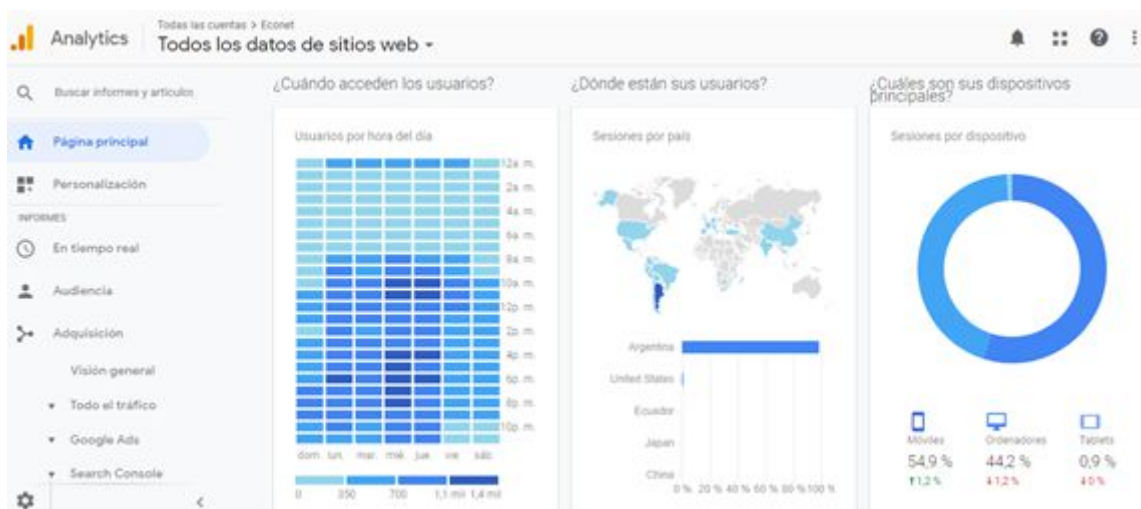 Analytics
Todas las cuentas > Econet
Todos los datos de sitios web
Buscar informes y artículos
Página principal
Personalización
INFORMES
En tiempo real
Audiencia
Adquisición
Visión general
Todo el tráfico
Google Ads
Search Console
¿Cuándo acceden los usuarios?
Usuarios por hora del día
12a. m.
2a. m.
4a. m.
6a. m.
8a. m.
10a. m.
12p. m.
2p. m.
4p. m.
6p. m.
8p. m.
10p. m.
dom. lun. mar. mié. jue. vie. sáb.
0 350 700 1,1 mil 1,4 mil
¿Dónde están sus usuarios?
Sesiones por país
Argentina
United States
Ecuador
Japan
China
0 % 20 % 40 % 60 % 80 % 100 %
¿Cuáles son sus dispositivos
principales?
Sesiones por dispositivo
Móviles Ordenadores Tablets
54,9 % 44,2 % 0,9 %
↑1,2 % ↓1,2 % ↓0 %